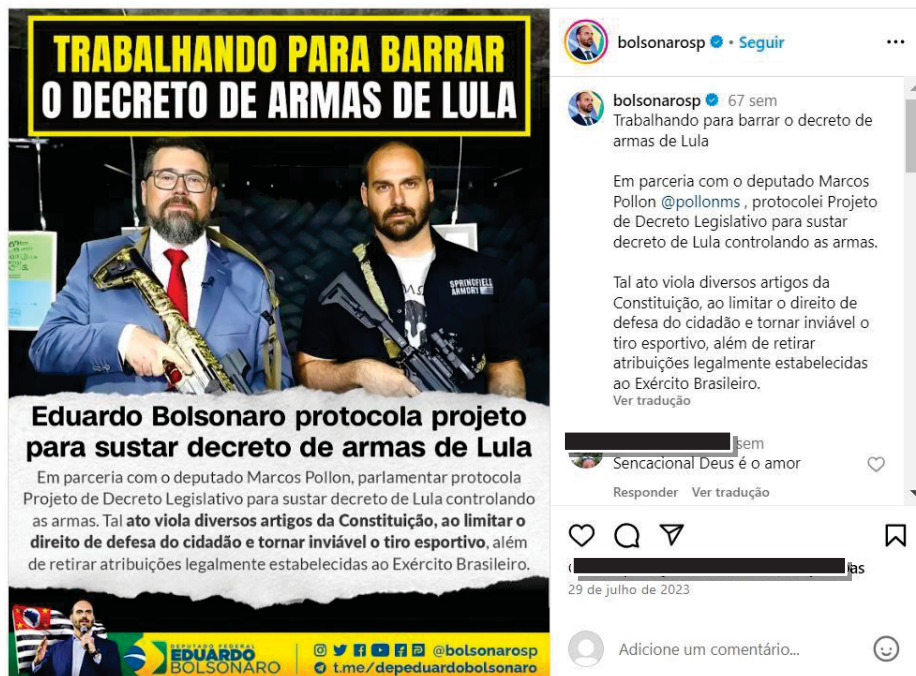 TRABALHANDO PARA BARRAR
O DECRETO DE ARMAS DE LULA
SPRINGFIELD
ARMORY
Eduardo Bolsonaro protocola projeto
para sustar decreto de armas de Lula
Em parceria com o deputado Marcos Pollon, parlamentar protocola
Projeto de Decreto Legislativo para sustar decreto de Lula controlando
as armas. Tal ato viola diversos artigos da Constituição, ao limitar o
direito de defesa do cidadão e tornar inviável o tiro esportivo, além
de retirar atribuições legalmente estabelecidas ao Exército Brasileiro.
DEPUTADO FEDERAL
EDUARDO
BOLSONARO
@bolsonarosp
t.me/depeduardobolsonaro
bolsonarosp • Seguir
bolsonarosp 67 sem
Trabalhando para barrar o decreto de
armas de Lula
Em parceria com o deputado Marcos
Pollon @pollonms , protocolei Projeto
de Decreto Legislativo para sustar
decreto de Lula controlando as armas.
Tal ato viola diversos artigos da
Constituição, ao limitar o direito de
defesa do cidadão e tornar inviável o
tiro esportivo, além de retirar
atribuições legalmente estabelecidas
ao Exército Brasileiro.
Ver tradução
sem
Sencacional Deus é o amor
Responder Ver tradução
29 de julho de 2023
Adicione um comentário...